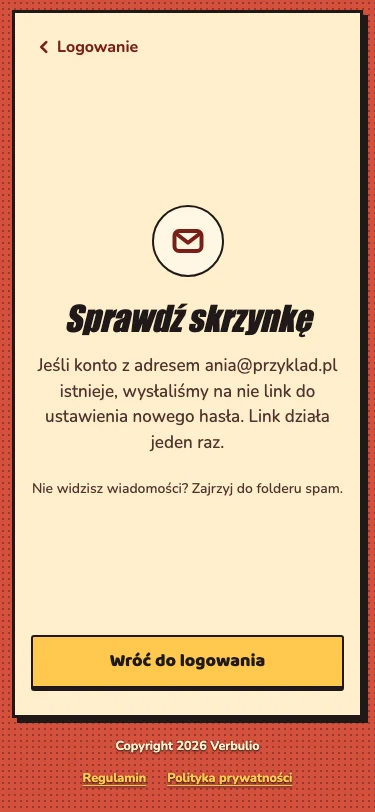 Logowanie
Sprawdź skrzynkę
Jeśli konto z adresem ania@przyklad.pl
istnieje, wysłaliśmy na nie link do
ustawienia nowego hasła. Link działa
jeden raz.
Nie widzisz wiadomości? Zajrzyj do folderu spam.
Wróć do logowania
Copyright 2026 Verbulio
Regulamin Polityka prywatności